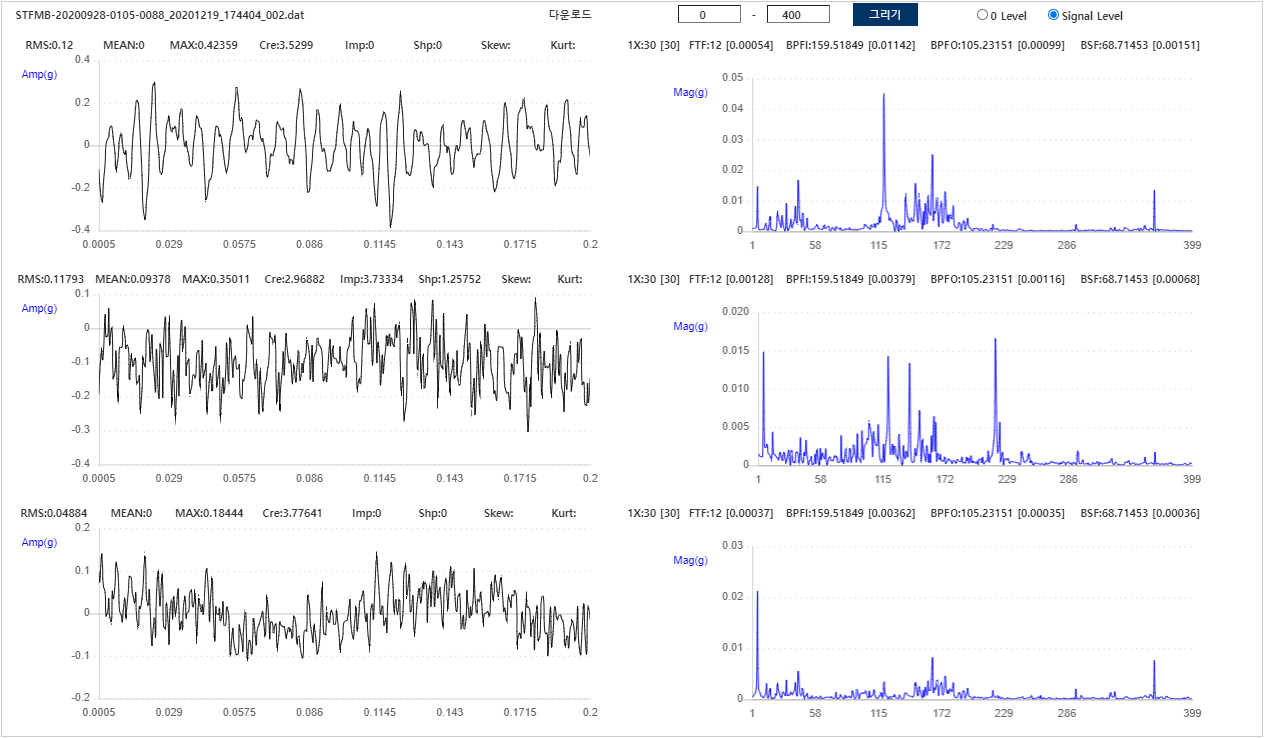 STFMB-20200928-0105-0088_20201219_174404_002.dat 다운로드 0 - 400 그리기 0 Level Signal Level
RMS:0.12 MEAN:0 MAX:0.42359 Cre:3.5299 Imp:0 Shp:0 Skew: Kurt:
Amp(g)
0.4
0.2
0
-0.2
-0.4
0.0005 0.029 0.0575 0.086 0.1145 0.143 0.1715 0.2
1X:30 [30] FTF:12 [0.00054] BPFI:159.51849 [0.01142] BPFO:105.23151 [0.00099] BSF:68.71453 [0.00151]
Mag(g)
0.05
0.04
0.03
0.02
0.01
0
1 58 115 172 229 286 399
RMS:0.11793 MEAN:0.09378 MAX:0.35011 Cre:2.96882 Imp:3.73334 Shp:1.25752 Skew: Kurt:
Amp(g)
0.1
0
-0.1
-0.2
-0.3
-0.4
0.0005 0.029 0.0575 0.086 0.1145 0.143 0.1715 0.2
1X:30 [30] FTF:12 [0.00128] BPFI:159.51849 [0.00379] BPFO:105.23151 [0.00116] BSF:68.71453 [0.00068]
Mag(g)
0.020
0.015
0.010
0.005
0
1 58 115 172 229 286 399
RMS:0.04884 MEAN:0 MAX:0.18444 Cre:3.77641 Imp:0 Shp:0 Skew: Kurt:
Amp(g)
0.2
0.1
0
-0.1
-0.2
0.0005 0.029 0.0575 0.086 0.1145 0.143 0.1715 0.2
1X:30 [30] FTF:12 [0.00037] BPFI:159.51849 [0.00362] BPFO:105.23151 [0.00035] BSF:68.71453 [0.00036]
Mag(g)
0.03
0.02
0.01
0
1 58 115 172 229 286 399